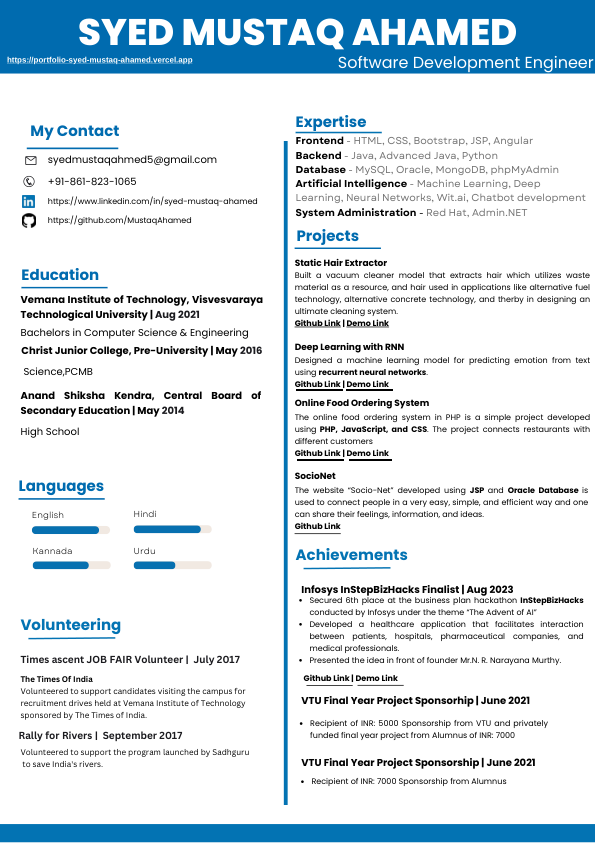 SYED MUSTAQ AHAMED
https://portfolio-syed-mustaq-ahamed.vercel.app
Software Development Engineer
My Contact
syedmustaqahmed5@gmail.com
+91-861-823-1065
https://www.linkedin.com/in/syed-mustaq-ahamed
https://github.com/MustaqAhamed
Education
Vemana Institute of Technology, Visvesvaraya
Technological University | Aug 2021
Bachelors in Computer Science & Engineering
Christ Junior College, Pre-University | May 2016
Science,PCMB
Anand Shiksha Kendra, Central Board of
Secondary Education | May 2014
High School
Languages
English
Hindi
Kannada
Urdu
Volunteering
Times ascent JOB FAIR Volunteer | July 2017
The Times Of India
Volunteered to support candidates visiting the campus for
recruitment drives held at Vemana Institute of Technology
sponsored by The Times of India.
Rally for Rivers | September 2017
Volunteered to support the program launched by Sadhguru
to save India's rivers.
Expertise
Frontend - HTML, CSS, Bootstrap, JSP, Angular
Backend - Java, Advanced Java, Python
Database - MySQL, Oracle, MongoDB, phpMyAdmin
Artificial Intelligence - Machine Learning, Deep
Learning, Neural Networks, Wit.ai, Chatbot development
System Administration - Red Hat, Admin.NET
Projects
Static Hair Extractor
Built a vacuum cleaner model that extracts hair which utilizes waste
material as a resource, and hair used in applications like alternative fuel
technology, alternative concrete technology, and therby in designing an
ultimate cleaning system.
Github Link | Demo Link
Deep Learning with RNN
Designed a machine learning model for predicting emotion from text
using recurrent neural networks.
Github Link | Demo Link
Online Food Ordering System
The online food ordering system in PHP is a simple project developed
using PHP, JavaScript, and CSS. The project connects restaurants with
different customers
Github Link | Demo Link
SocioNet
The website “Socio-Net” developed using JSP and Oracle Database is
used to connect people in a very easy, simple, and efficient way and one
can share their feelings, information, and ideas.
Github Link
Achievements
Infosys InStepBizHacks Finalist | Aug 2023
• Secured 6th place at the business plan hackathon InStepBizHacks
conducted by Infosys under the theme “The Advent of AI”
• Developed a healthcare application that facilitates interaction
between patients, hospitals, pharmaceutical companies, and
medical professionals.
• Presented the idea in front of founder Mr.N. R. Narayana Murthy.
Github Link | Demo Link
VTU Final Year Project Sponsorhip | June 2021
• Recipient of INR: 5000 Sponsorship from VTU and privately
funded final year project from Alumnus of INR: 7000
VTU Final Year Project Sponsorship | June 2021
• Recipient of INR: 7000 Sponsorship from Alumnus